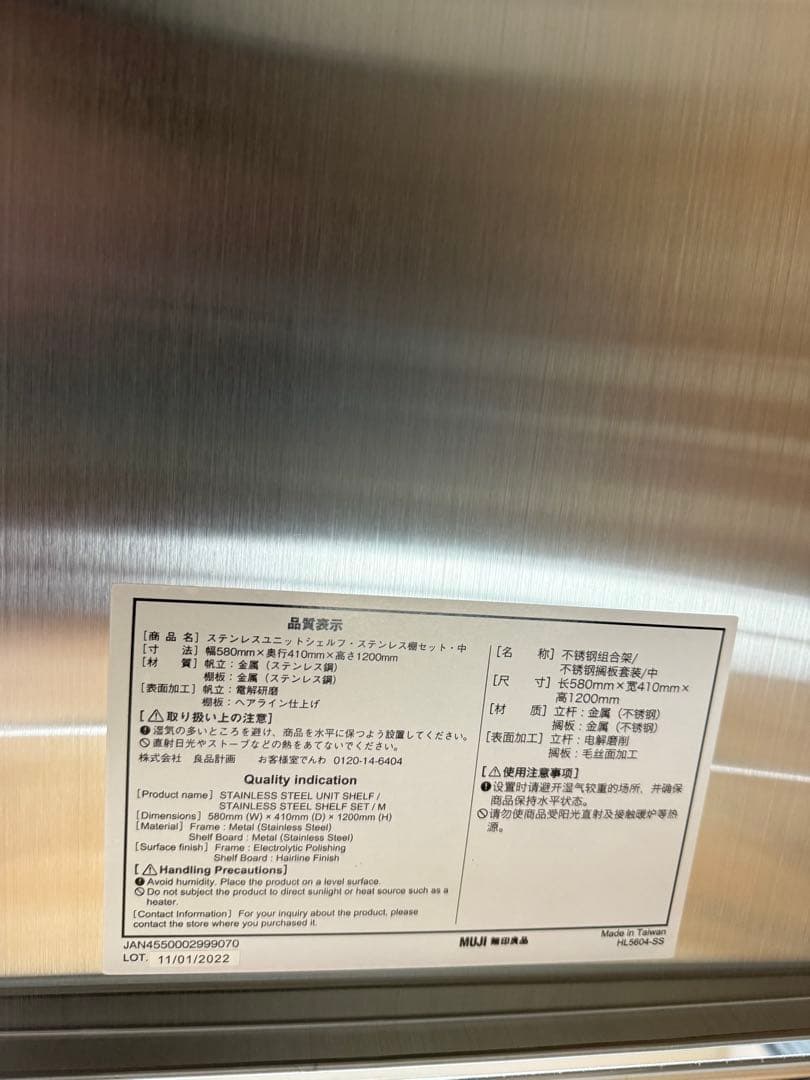 品質表示
[商 品 名] ステンレスユニットシェルフ・ステンレス棚セット・中
[寸 法] 幅580mm×奥行410mm×高さ1200mm
[材 質] 帆立：金属（ステンレス鋼）
棚板：金属（ステンレス鋼）
[表面加工] 帆立：電解研磨
棚板：ヘアライン仕上げ
[⚠取り扱い上の注意]
湿気の多いところを避け、商品を水平に保つよう設置してください。
直射日光やストーブなどの熱をあてないでください。
株式会社 良品計画 お客様室でんわ 0120-14-6404
Quality indication
[Product name] STAINLESS STEEL UNIT SHELF /
STAINLESS STEEL SHELF SET / M
[Dimensions] 580mm (W) × 410mm (D) × 1200mm (H)
[Material] Frame : Metal (Stainless Steel)
Shelf Board : Metal (Stainless Steel)
[Surface finish] Frame : Electrolytic Polishing
Shelf Board : Hairline Finish
[⚠Handling Precautions]
Avoid humidity. Place the product on a level surface.
Do not subject the product to direct sunlight or heat source such as a
heater.
[Contact Information] For your inquiry about the product, please
contact the store where you purchased it.
[名 称] 不锈钢组合架/
不锈钢搁板套装/中
[尺 寸] 长580mm×宽410mm×
高1200mm
[材 质] 立杆：金属（不锈钢）
搁板：金属（不锈钢）
[表面加工] 立杆：电解磨削
搁板：毛丝面加工
[⚠使用注意事项]
设置时请避开湿气较重的场所，并确保
商品保持水平状态。
请勿使商品受阳光直射及接触暖炉等热
源。
JAN4550002999070
LOT. 11/01/2022
MUJI 無印良品
Made in Taiwan
HL5604-SS